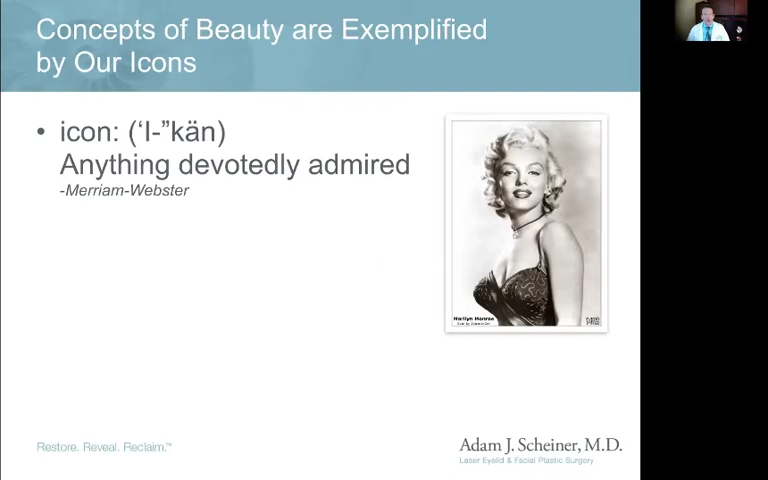 Concepts of Beauty are Exemplified
by Our Icons
• icon: (‘I-”kän)
Anything devotedly admired
-Merriam-Webster
Marilyn Monroe
Restore. Reveal. Reclaim.™
Adam J. Scheiner, M.D.
Laser Eyelid & Facial Plastic Surgery